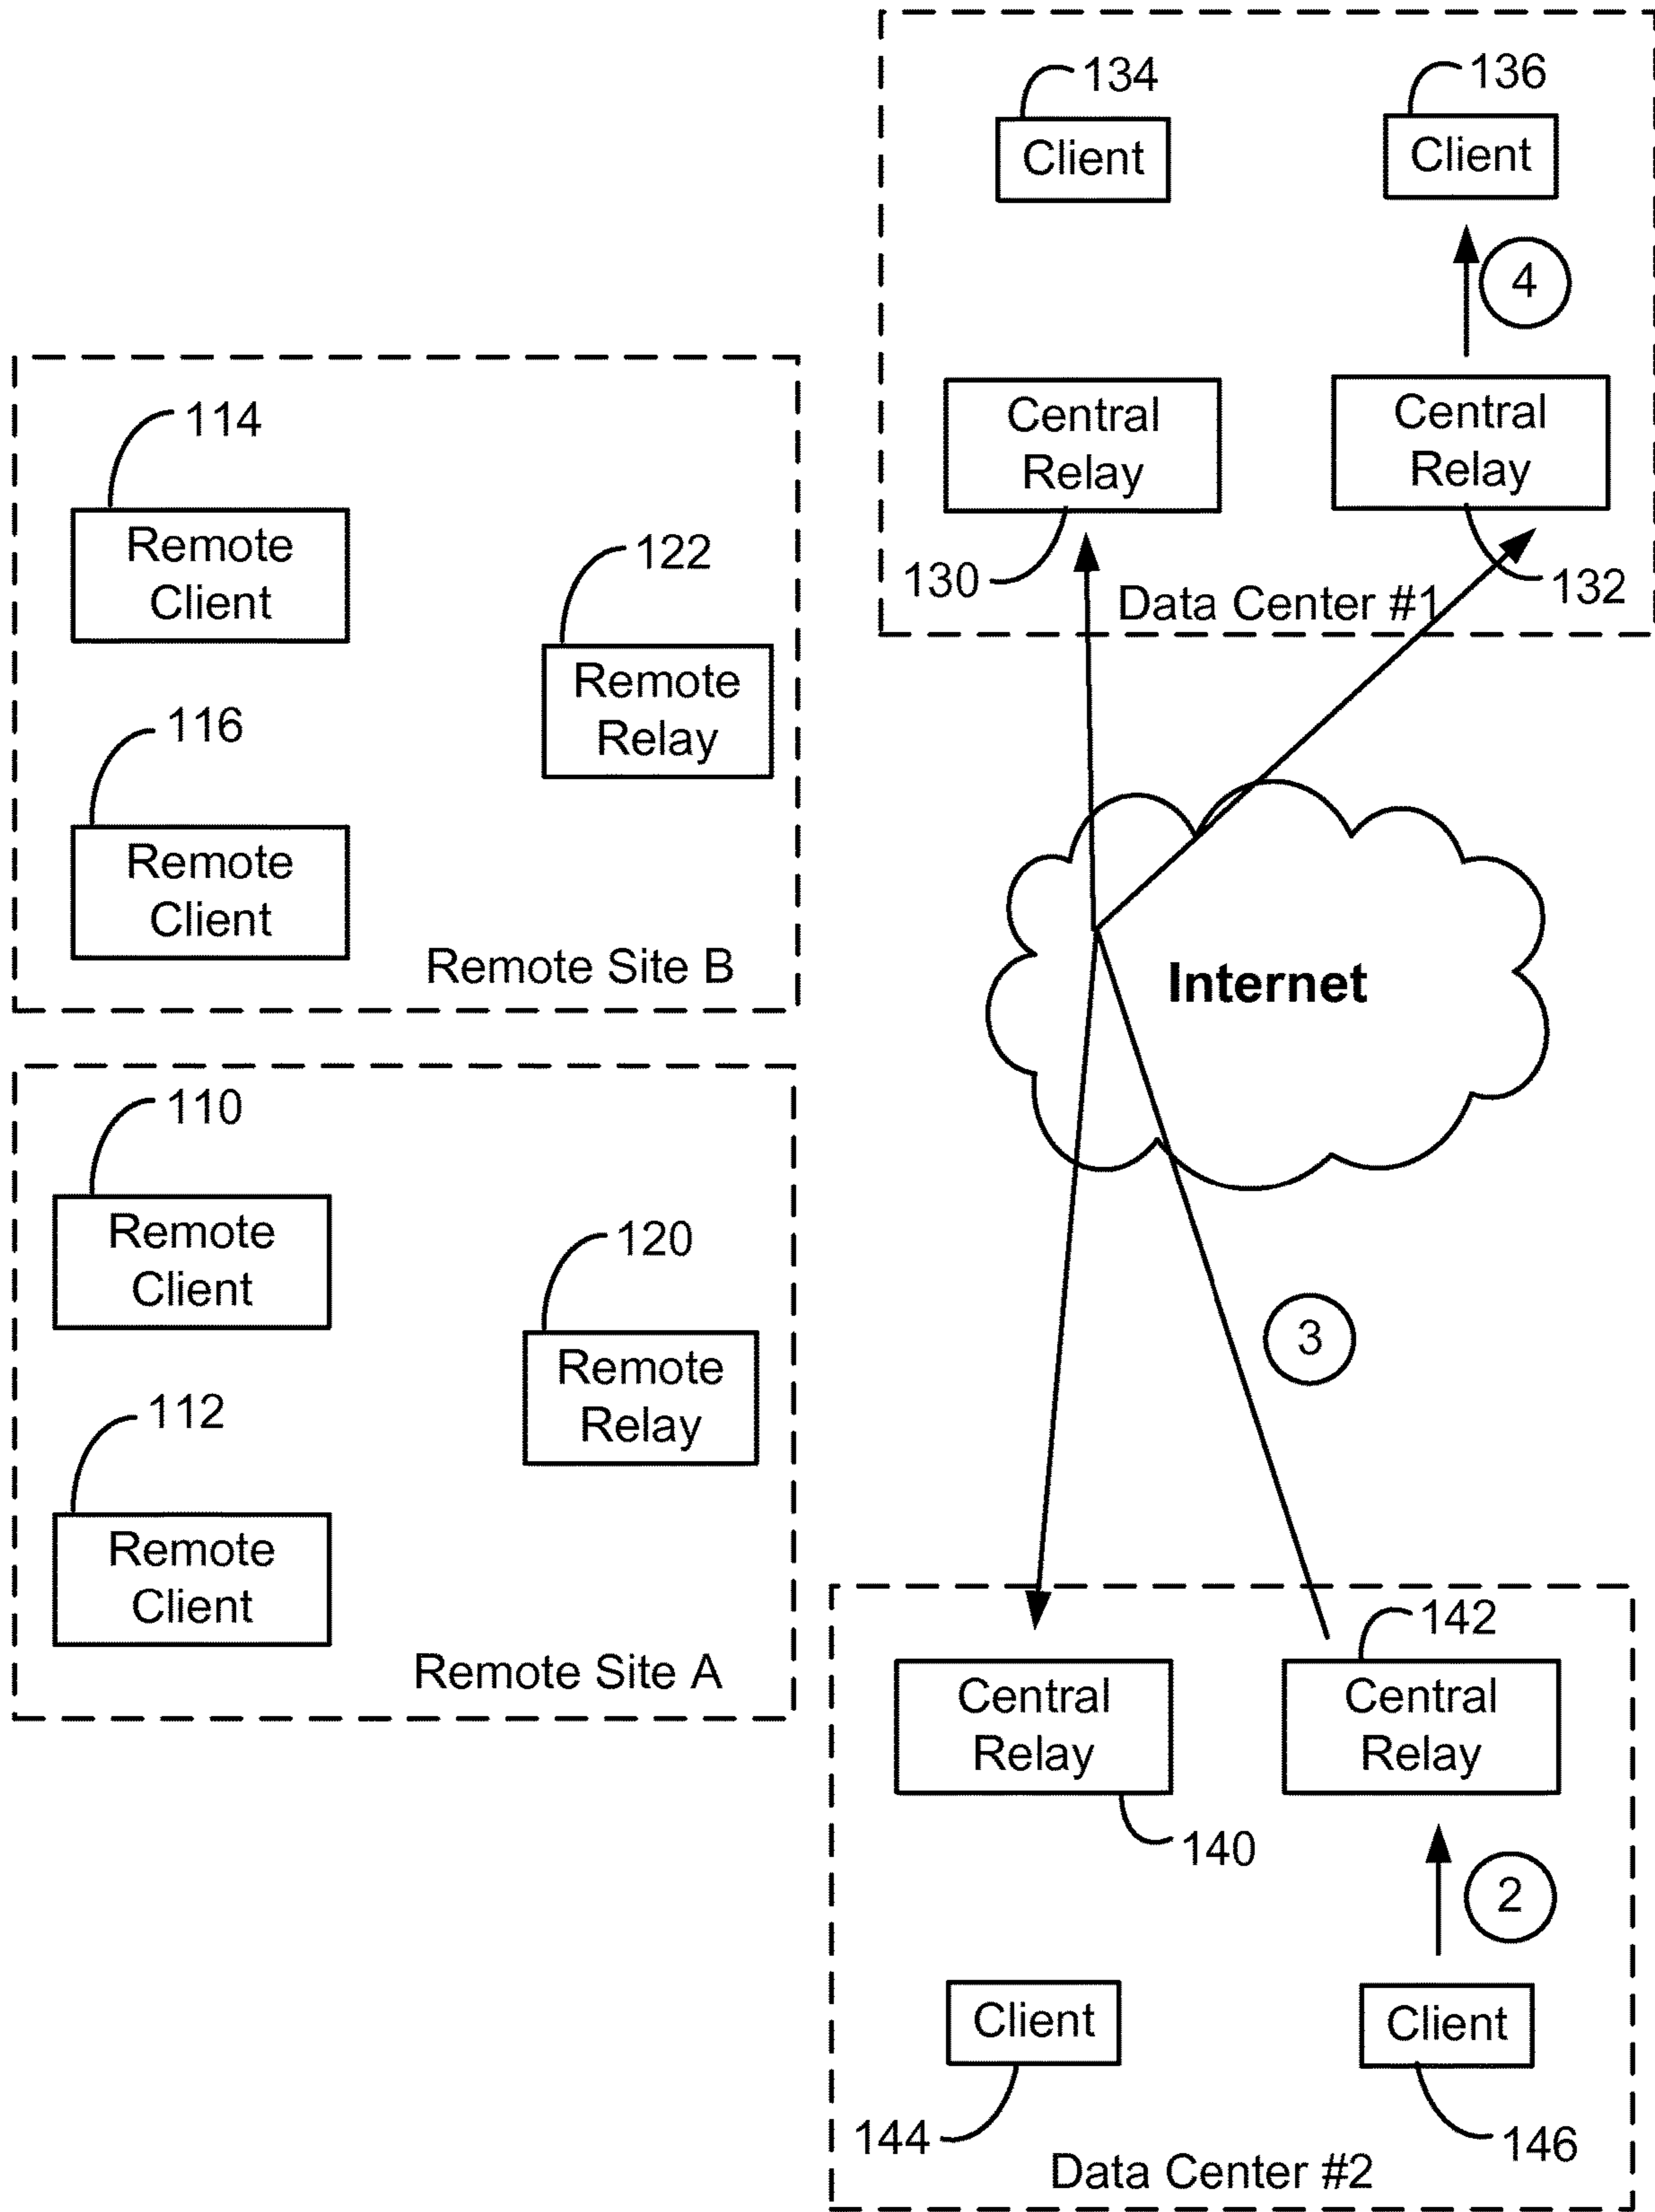 134
136
Client
Client
4
Central
Relay
Central
Relay
130
132
Data Center #1
114
Remote
Client
122
Remote
Relay
116
Remote
Client
Remote Site B
Internet
110
Remote
Client
120
Remote
Relay
3
112
Remote
Client
Remote Site A
142
Central
Relay
Central
Relay
140
2
Client
Client
144
146
Data Center #2